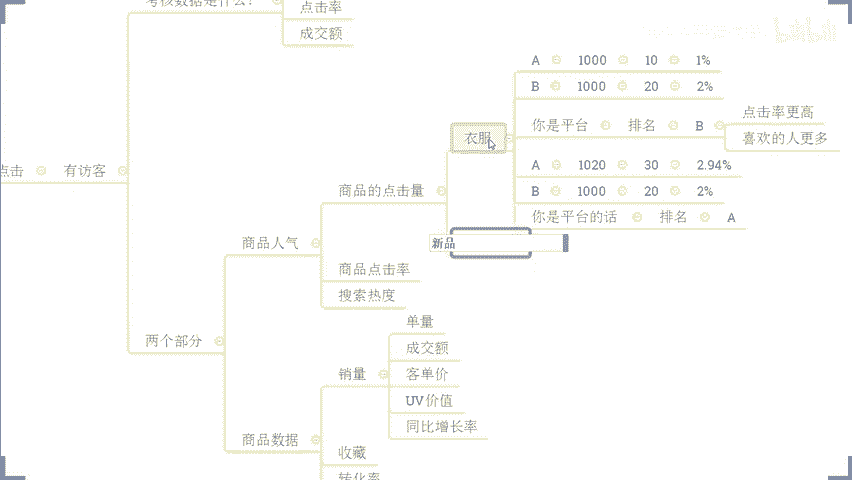 考核数据是什么？
点击率
成交额
A 1000 10 1%
B 1000 20 2%
你是平台 排名 B
点击率更高
喜欢的人更多
衣服
A 1020 30 2.94%
B 1000 20 2%
你是平台的话 排名 A
点击 有访客
商品的点击量
新品
商品人气
商品点击率
搜索热度
两个部分
单量
成交额
销量 客单价
UV价值
同比增长率
商品数据
收藏
转化率
bilibili